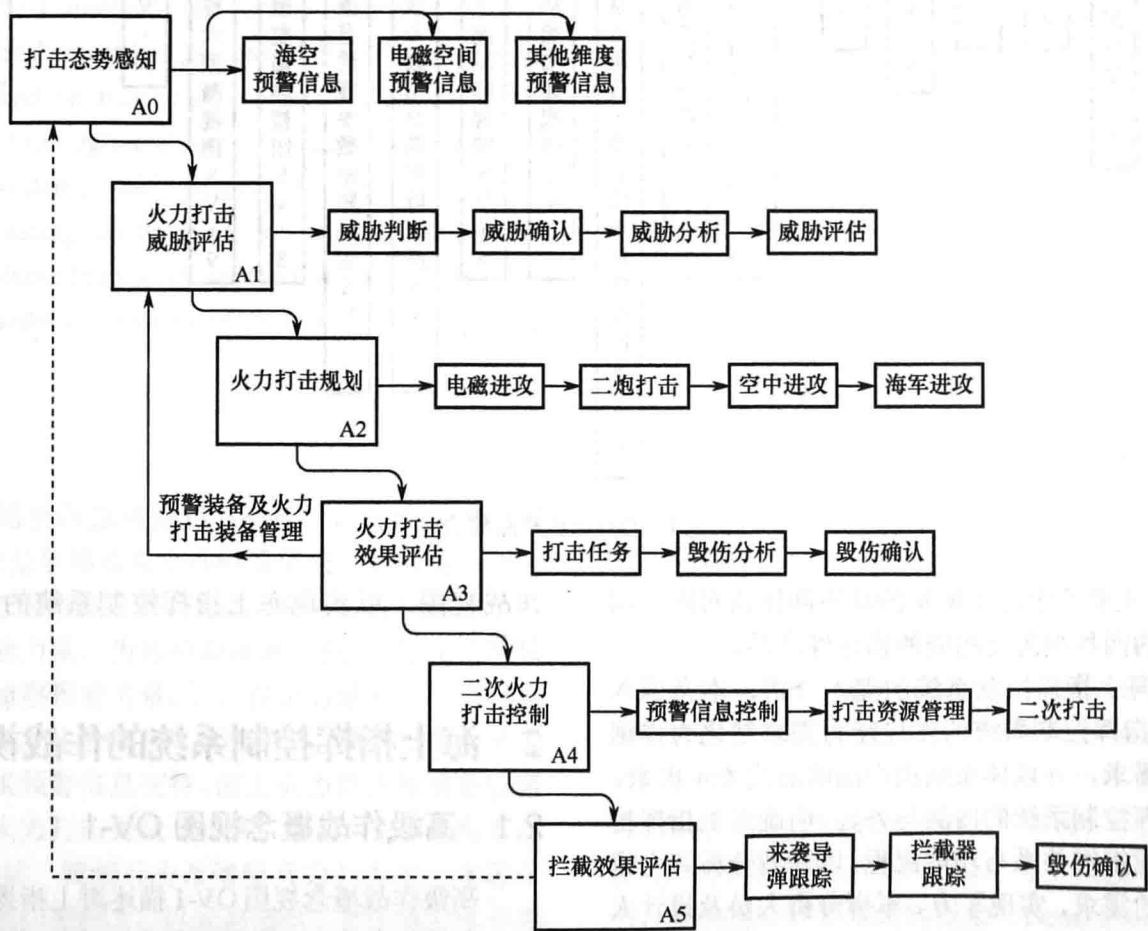 打击态势感知
A0
海空
预警信息
电磁空间
预警信息
其他维度
预警信息
火力打击
威胁评估
A1
威胁判断
威胁确认
威胁分析
威胁评估
火力打击规划
A2
电磁进攻
二炮打击
空中进攻
海军进攻
预警装备及火力
打击装备管理
火力打击
效果评估
A3
打击任务
毁伤分析
毁伤确认
二次火力
打击控制
A4
预警信息控制
打击资源管理
二次打击
拦截效果评估
A5
来袭导
弹跟踪
拦截器
跟踪
毁伤确认